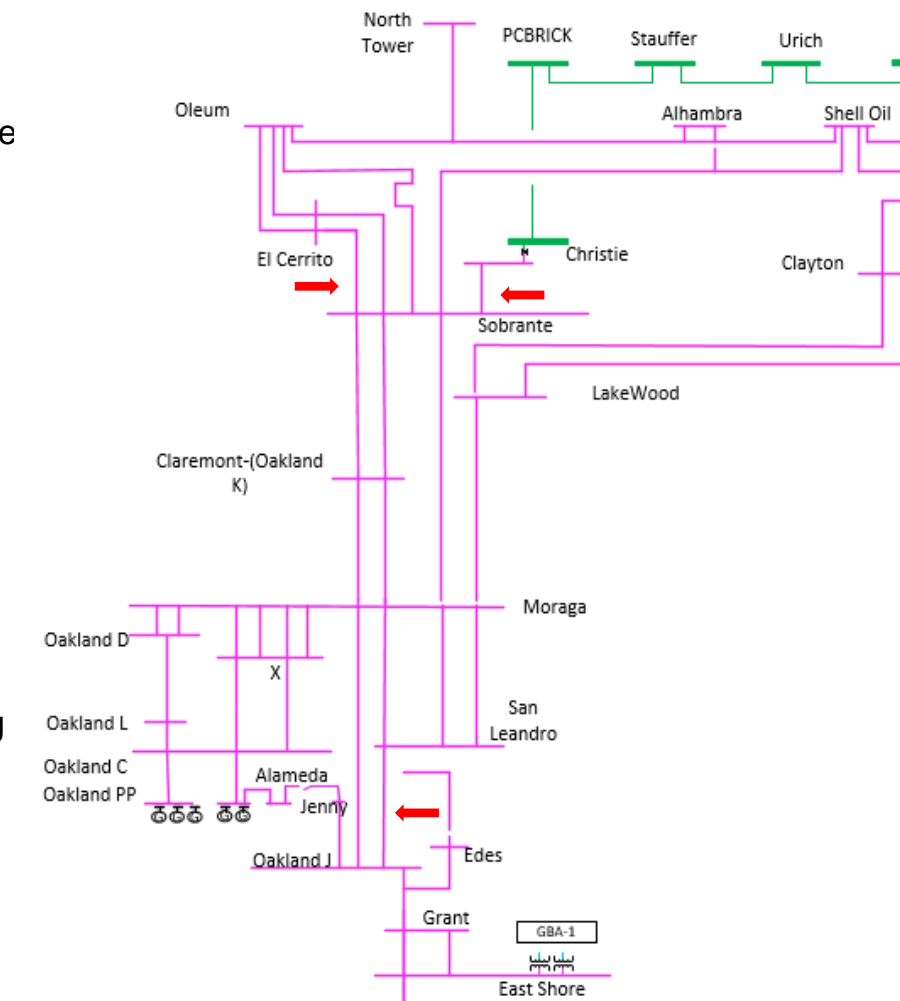 North
Tower
PCBRICK
Stauffer
Urich
Oleum
Alhambra
Shell Oil
e
El Cerrito
Christie
Clayton
Sobrante
LakeWood
Claremont-(Oakland
K)
Moraga
Oakland D
X
San
Leandro
Oakland L
g
Oakland C
Alameda
Oakland PP
Jenny
G G G G G
Oakland J
Edes
Grant
GBA-1
East Shore